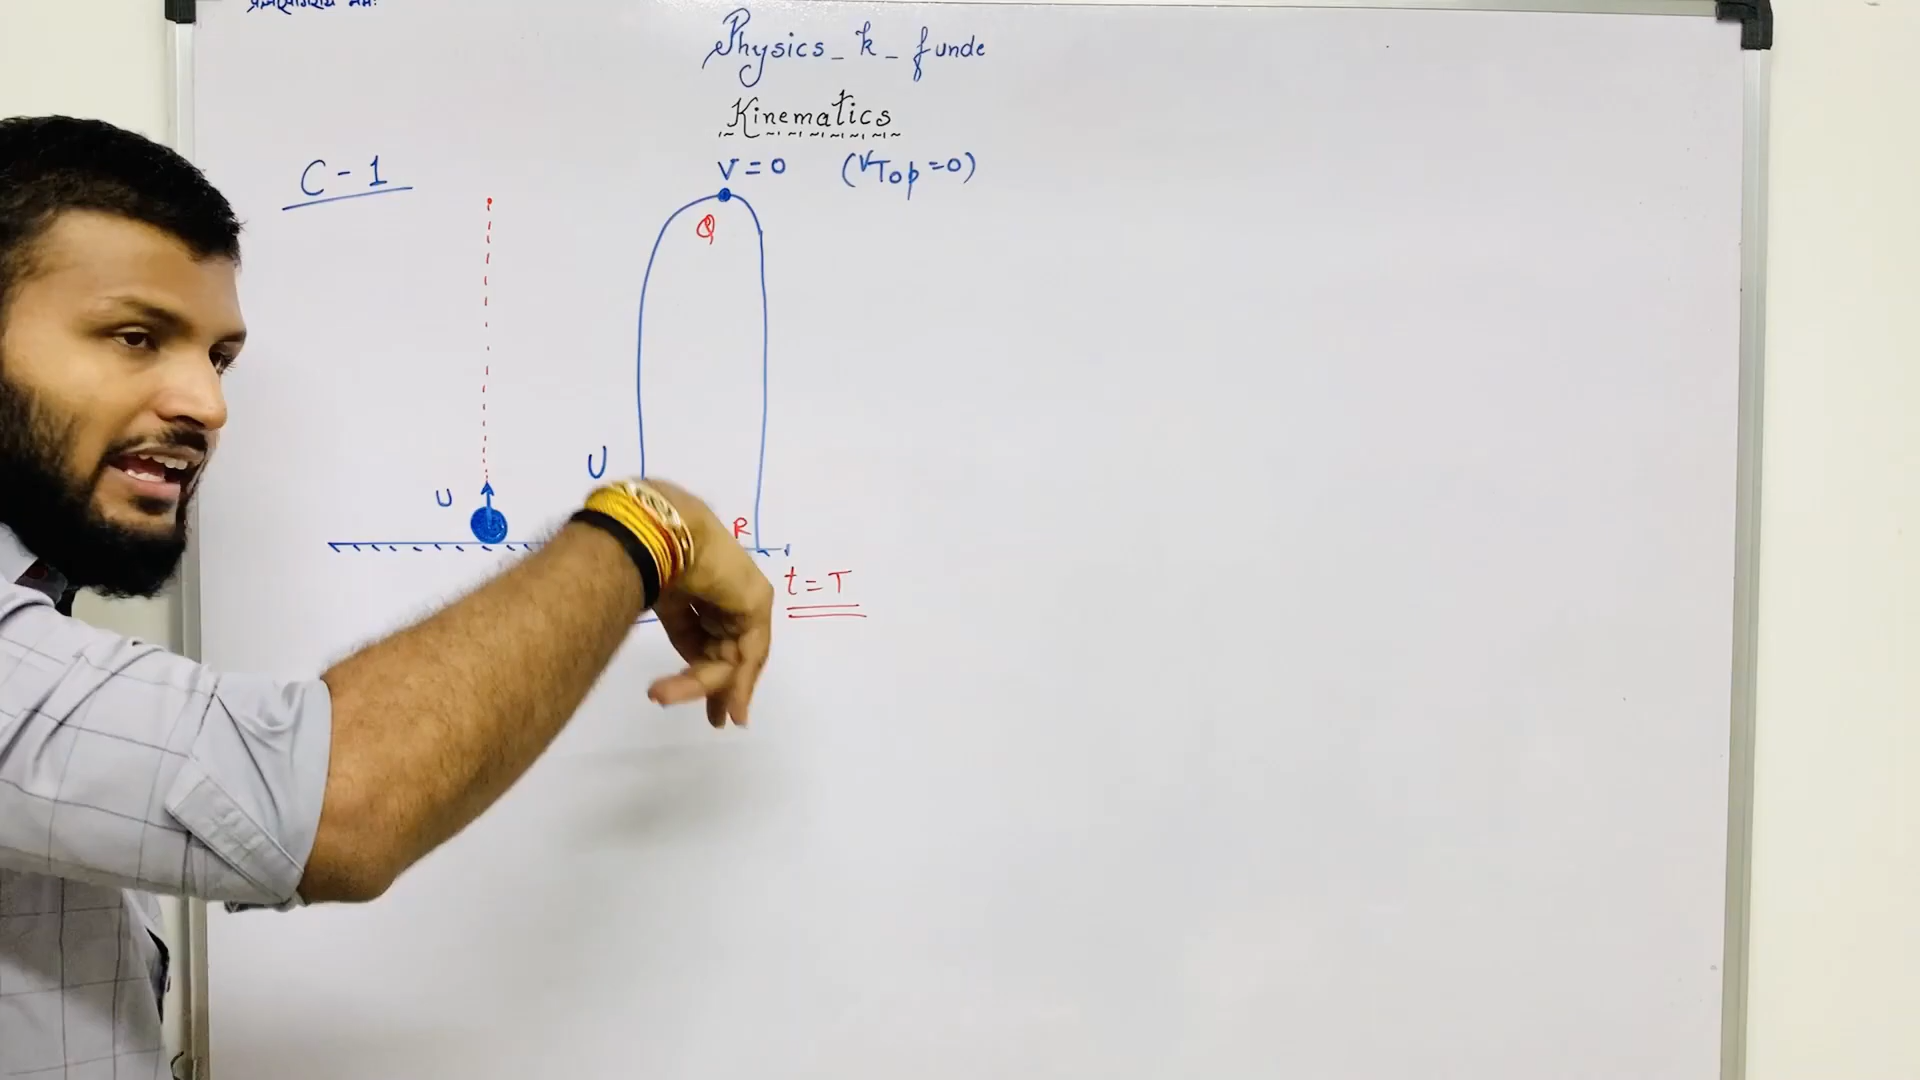 Physics_k_funde
Kinematics
C-1
V=0 (VTop=0)
Q
U
U
R
t=T